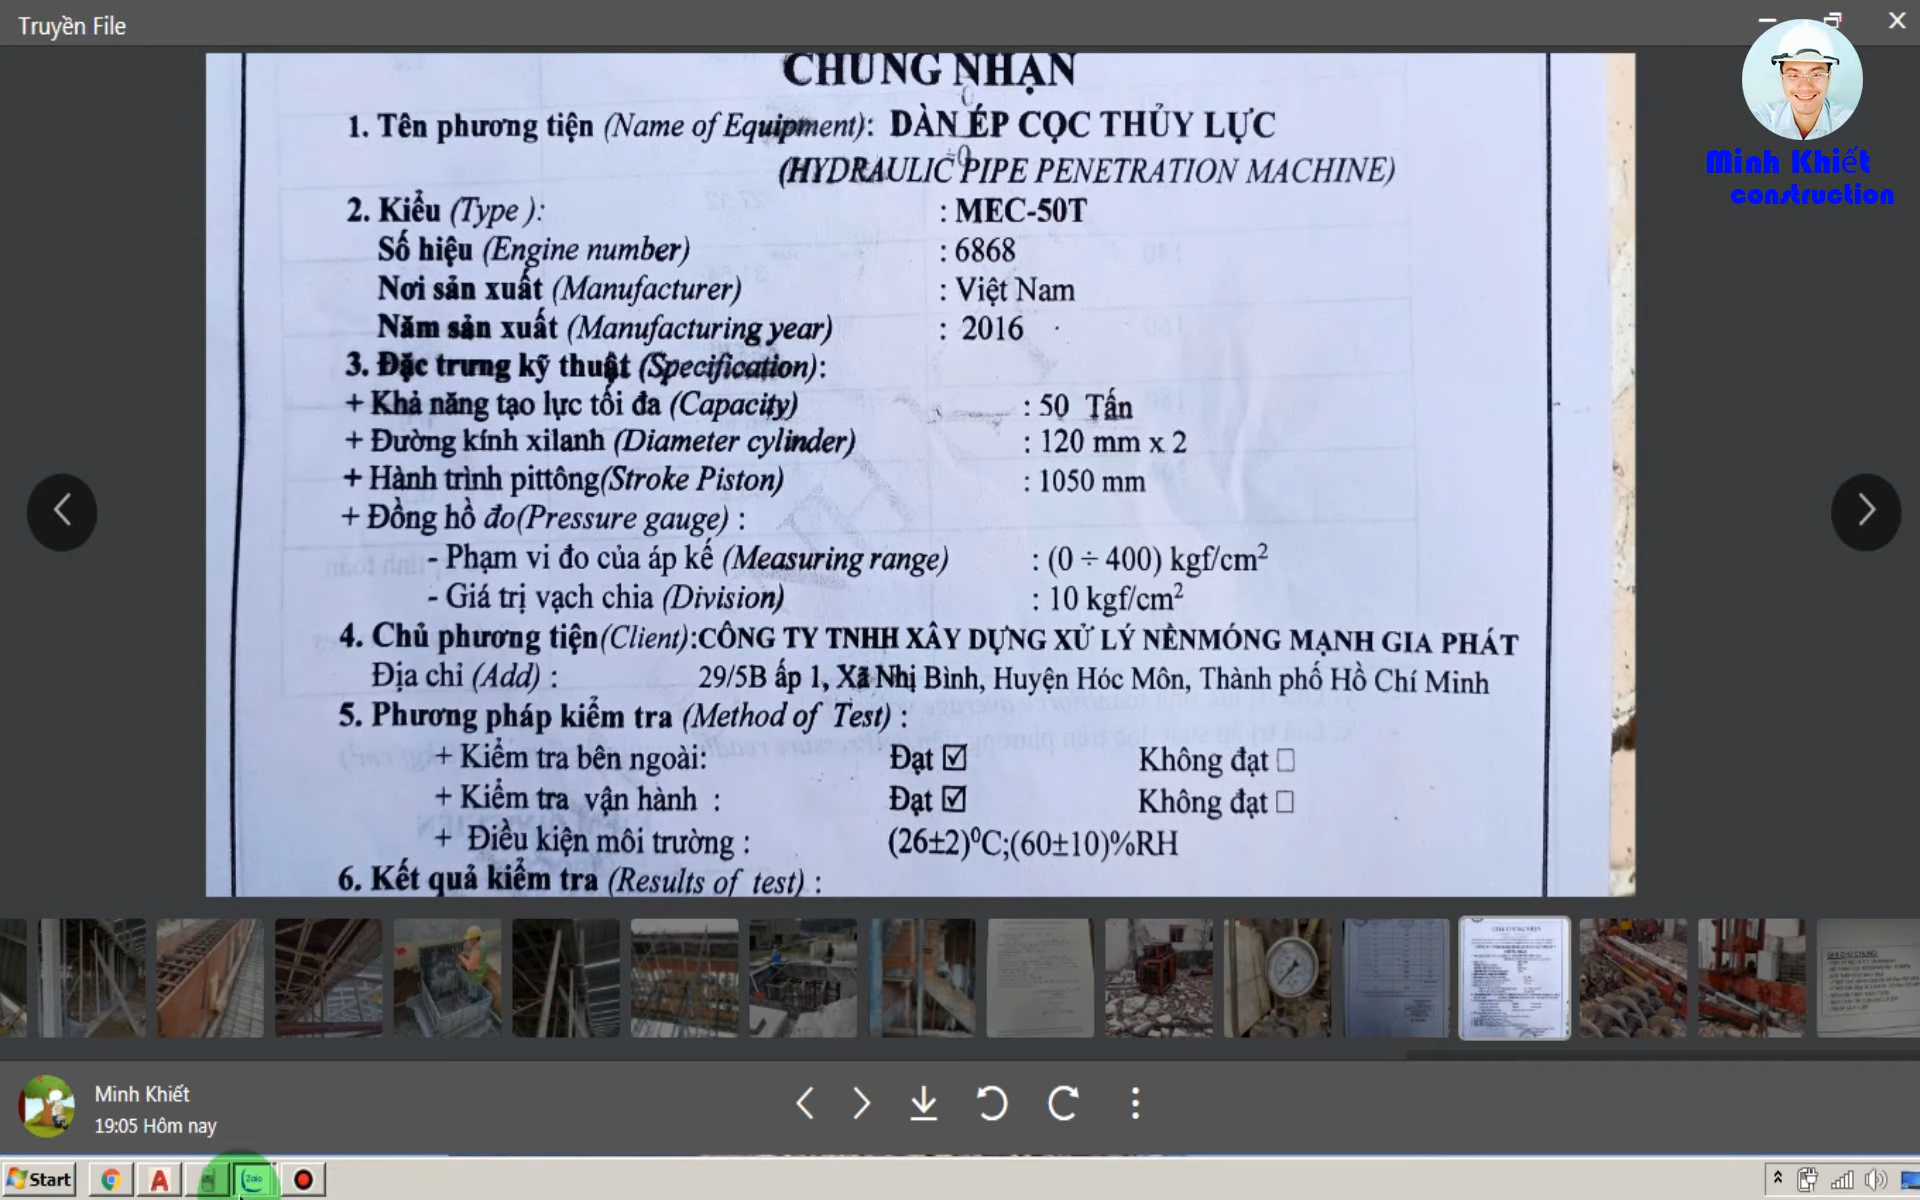 Truyền File
Minh Khiết
construction
CHỨNG NHẬN
1. Tên phương tiện (Name of Equipment): DÀN ÉP CỌC THỦY LỰC
(HYDRAULIC PIPE PENETRATION MACHINE)
2. Kiểu (Type ): : MEC-50T
Số hiệu (Engine number) : 6868
Nơi sản xuất (Manufacturer) : Việt Nam
Năm sản xuất (Manufacturing year) : 2016
3. Đặc trưng kỹ thuật (Specification):
+ Khả năng tạo lực tối đa (Capacity) : 50 Tấn
+ Đường kính xilanh (Diameter cylinder) : 120 mm x 2
+ Hành trình pittông(Stroke Piston) : 1050 mm
+ Đồng hồ đo(Pressure gauge) :
- Phạm vi đo của áp kế (Measuring range) : (0 ÷ 400) kgf/cm²
- Giá trị vạch chia (Division) : 10 kgf/cm²
4. Chủ phương tiện(Client):CÔNG TY TNHH XÂY DỰNG XỬ LÝ NỀNMÓNG MẠNH GIA PHÁT
Địa chỉ (Add) : 29/5B ấp 1, Xã Nhị Bình, Huyện Hóc Môn, Thành phố Hồ Chí Minh
5. Phương pháp kiểm tra (Method of Test) :
+ Kiểm tra bên ngoài: Đạt ☑ Không đạt ☐
+ Kiểm tra vận hành : Đạt ☑ Không đạt ☐
+ Điều kiện môi trường : (26±2)⁰C;(60±10)%RH
6. Kết quả kiểm tra (Results of test) :
Minh Khiết
19:05 Hôm nay
Start
Zalo